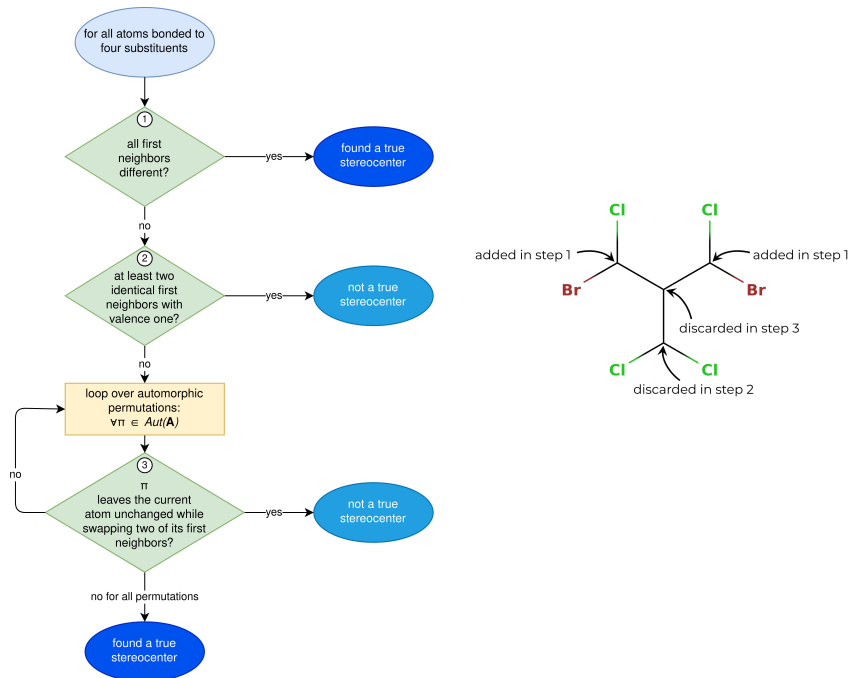 for all atoms bonded to
four substituents
1
all first
neighbors
different?
yes
found a true
stereocenter
no
2
at least two
identical first
neighbors with
valence one?
yes
not a true
stereocenter
no
loop over automorphic
permutations:
∀π ∈ Aut(A)
3
π
leaves the current
atom unchanged while
swapping two of its first
neighbors?
no
yes
not a true
stereocenter
no for all permutations
found a true
stereocenter
Cl
Cl
added in step 1
added in step 1
Br
Br
discarded in step 3
Cl
Cl
discarded in step 2